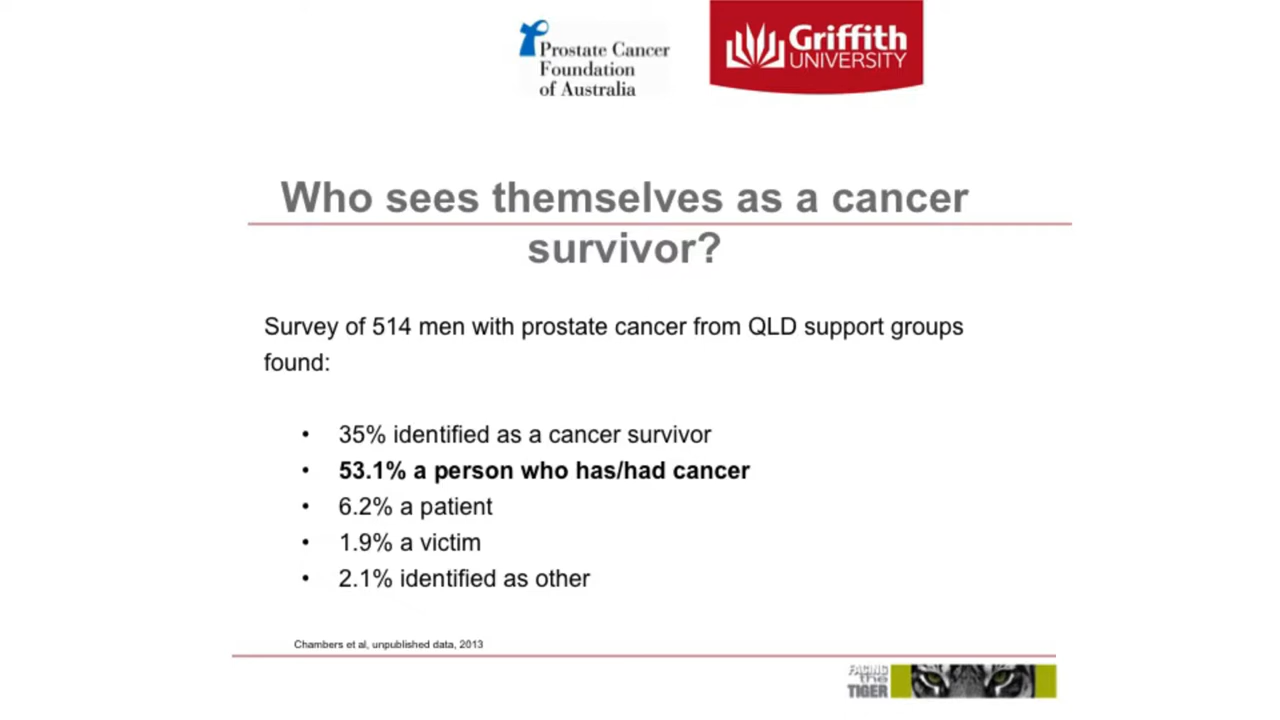 Prostate Cancer
Foundation
of Australia
Griffith
UNIVERSITY
Who sees themselves as a cancer
survivor?
Survey of 514 men with prostate cancer from QLD support groups
found:
• 35% identified as a cancer survivor
• 53.1% a person who has/had cancer
• 6.2% a patient
• 1.9% a victim
• 2.1% identified as other
Chambers et al, unpublished data, 2013
FACING
the
TIGER